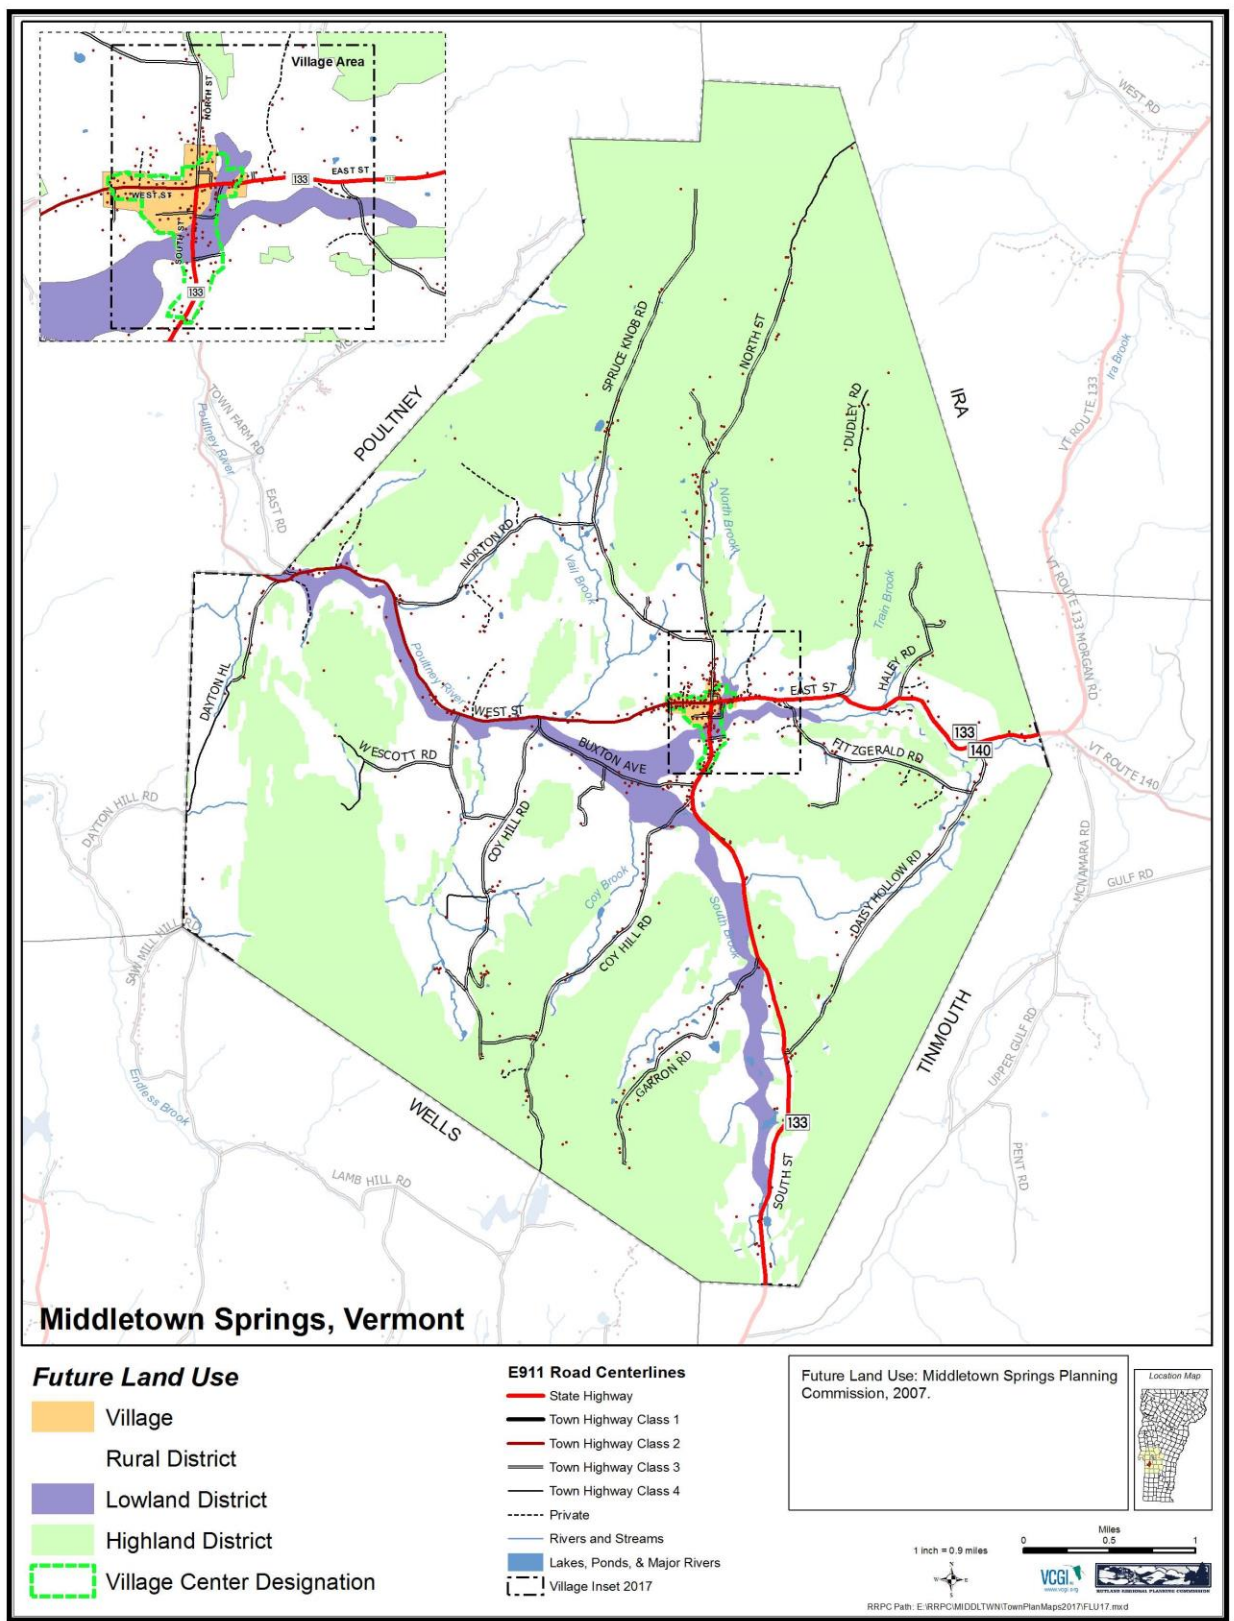 Village Area
NORTH ST
133
EAST ST
WEST ST
SOUTH ST
133
WEST RD
Ira Brook
VT ROUTE 133
TOWN FARM RD
Poultney River
EAST RD
POULTNEY
SPRUCE KNOB RD
NORTH ST
DUDLEY RD
IRA
NORTON RD
Vail Brook
North Brook
Train Brook
VT ROUTE 133 MORGAN RD
DAYTON HL
Poultney River
WEST ST
EAST ST
HALEY RD
133
140
VT ROUTE 140
WESCOTT RD
BUXTON AVE
FITZGERALD RD
DAYTON HILL RD
COY HILL RD
MCNAMARA RD
GULF RD
Coy Brook
DAISY HOLLOW RD
SAW MILL HILL RD
COY HILL RD
South Brook
TINMOUTH
UPPER GULF RD
Endless Brook
WELLS
GARRON RD
133
LAMB HILL RD
SOUTH ST
PENT RD
Middletown Springs, Vermont
Future Land Use
Village
Rural District
Lowland District
Highland District
Village Center Designation
E911 Road Centerlines
State Highway
Town Highway Class 1
Town Highway Class 2
Town Highway Class 3
Town Highway Class 4
Private
Rivers and Streams
Lakes, Ponds, & Major Rivers
Village Inset 2017
Future Land Use: Middletown Springs Planning
Commission, 2007.
Location Map
Miles
0 0.5 1
1 inch = 0.9 miles
N
W E
S
VCGI
www.vcgi.org
RUTLAND REGIONAL PLANNING COMMISSION
RRPC Path: E:\RRPC\MIDDLTWN\TownPlanMaps2017\FLU17.mxd